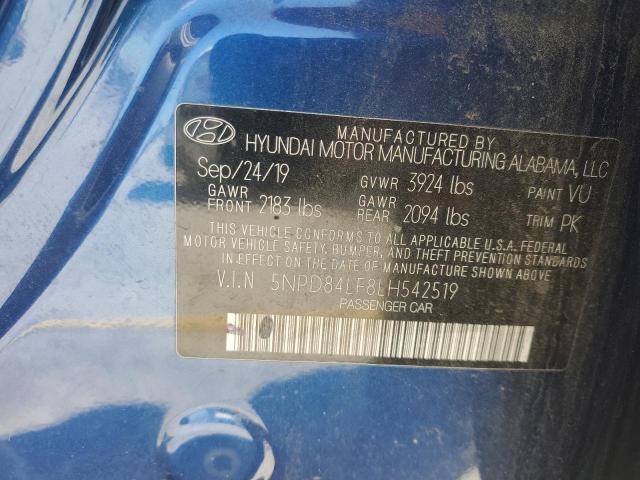 MANUFACTURED BY
HYUNDAI MOTOR MANUFACTURING ALABAMA, LLC
Sep/24/19 GVWR 3924 lbs PAINT VU
GAWR FRONT 2183 lbs GAWR REAR 2094 lbs TRIM PK
THIS VEHICLE CONFORMS TO ALL APPLICABLE U.S.A. FEDERAL
MOTOR VEHICLE SAFETY, BUMPER, AND THEFT PREVENTION STANDARDS
IN EFFECT ON THE DATE OF MANUFACTURE SHOWN ABOVE.
V.I.N 5NPD84LF8LH542519
PASSENGER CAR